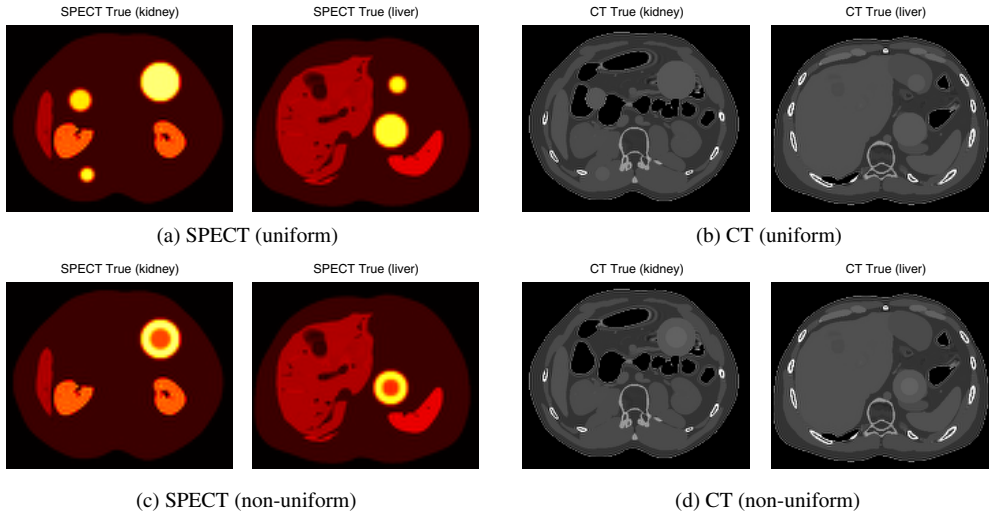 SPECT True (kidney) SPECT True (liver) CT True (kidney) CT True (liver)
(a) SPECT (uniform) (b) CT (uniform)
SPECT True (kidney) SPECT True (liver) CT True (kidney) CT True (liver)
(c) SPECT (non-uniform) (d) CT (non-uniform)